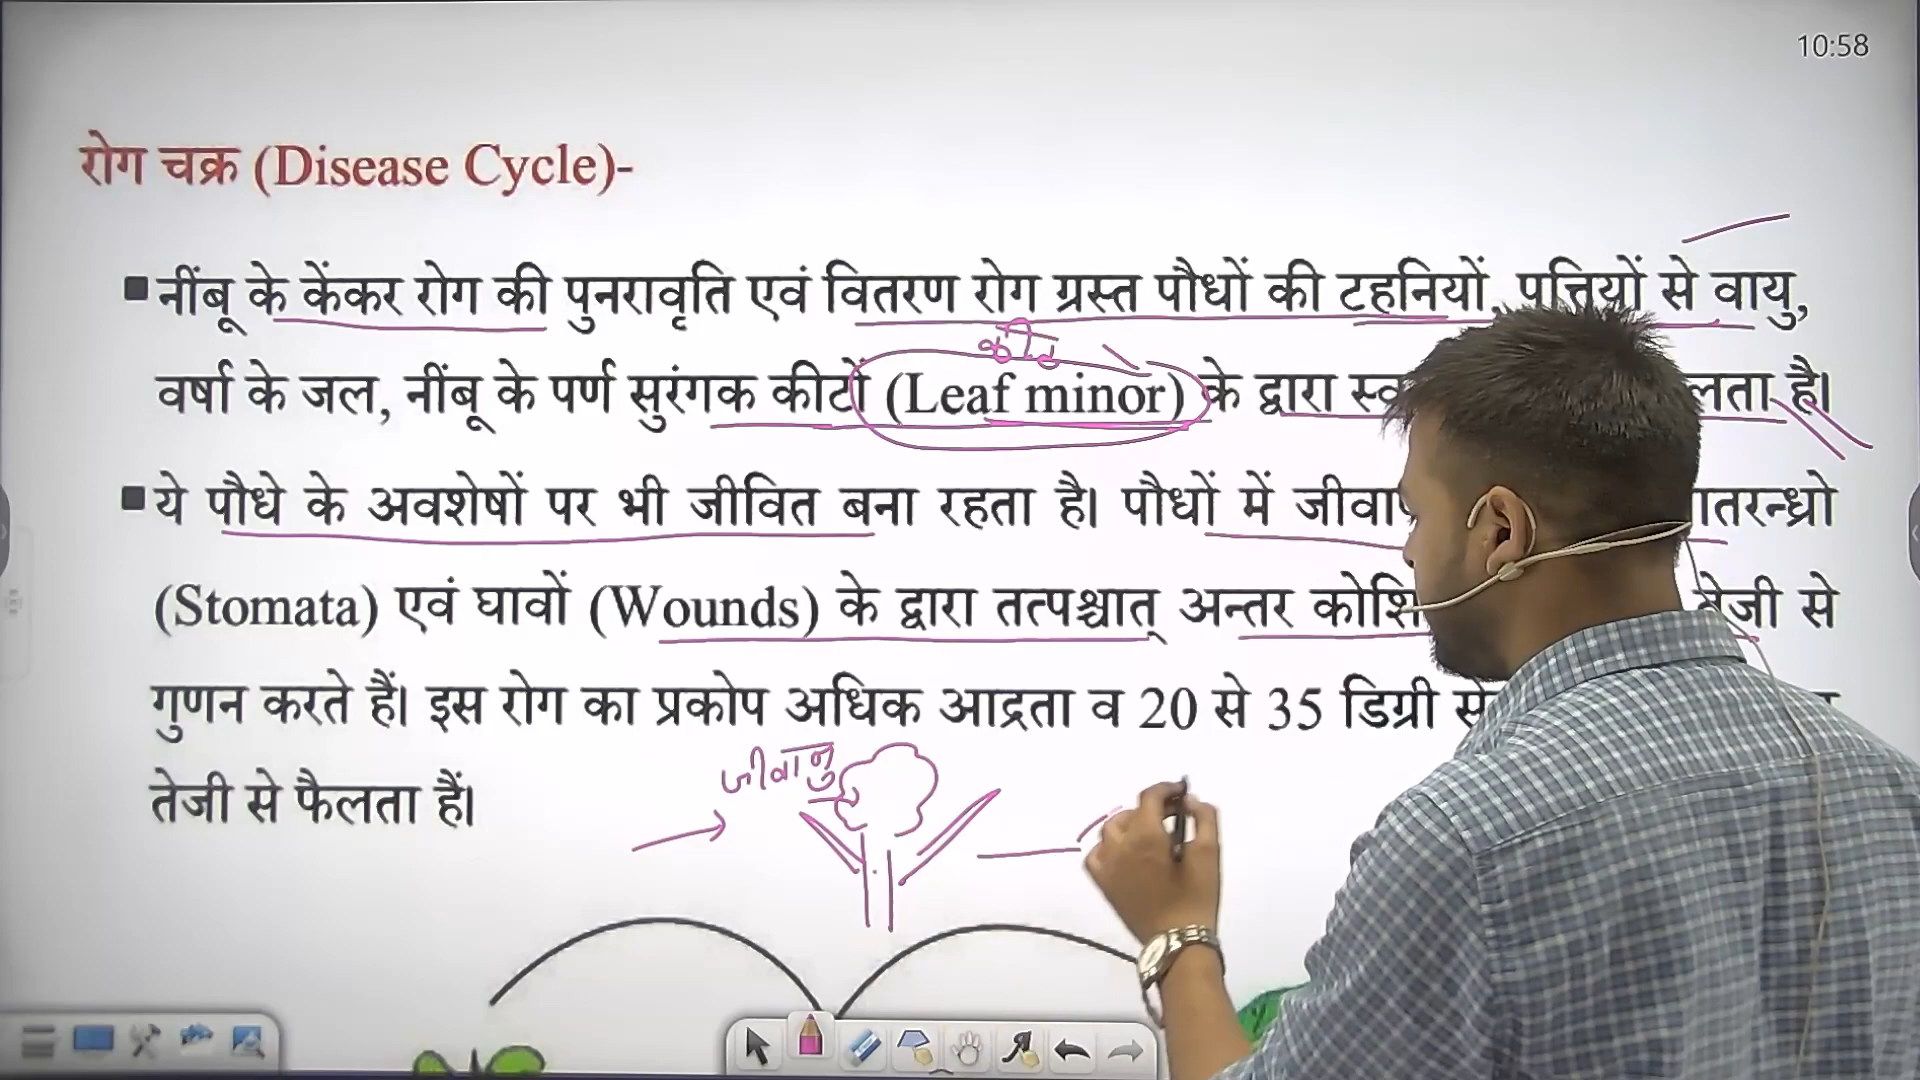 10:58
रोग चक्र (Disease Cycle)-
नींबू के केंकर रोग की पुनरावृति एवं वितरण रोग ग्रस्त पौधों की टहनियों, पत्तियों से वायु,
कीट
वर्षा के जल, नींबू के पर्ण सुरंगक कीटों (Leaf minor) के द्वारा है।
ये पौधे के अवशेषों पर भी जीवित बना रहता है। पौधों में
(Stomata) एवं घावों (Wounds) के द्वारा तत्पश्चात् अन्तर तेजी से
गुणन करते हैं। इस रोग का प्रकोप अधिक आद्रता व 20 से 35 डिग्री
जीवानु
तेजी से फैलता हैं।